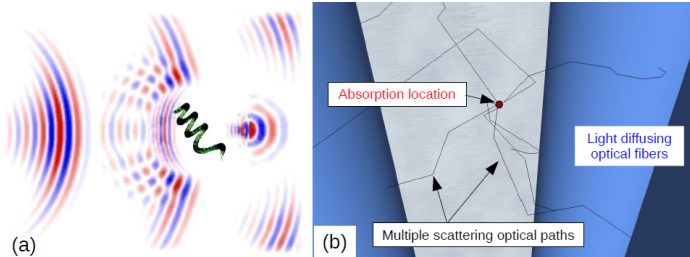 (a)
Absorption location
Light diffusing
optical fibers
Multiple scattering optical paths
(b)